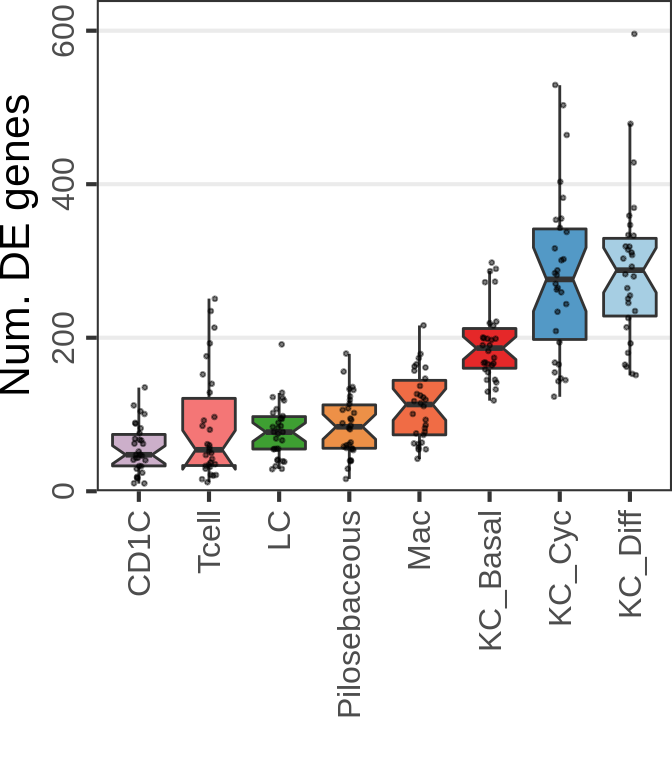 Num. DE genes
600
400
200
0
CD1C
Tcell
LC
Pilosebaceous
Mac
KC_Basal
KC_Cyc
KC_Diff